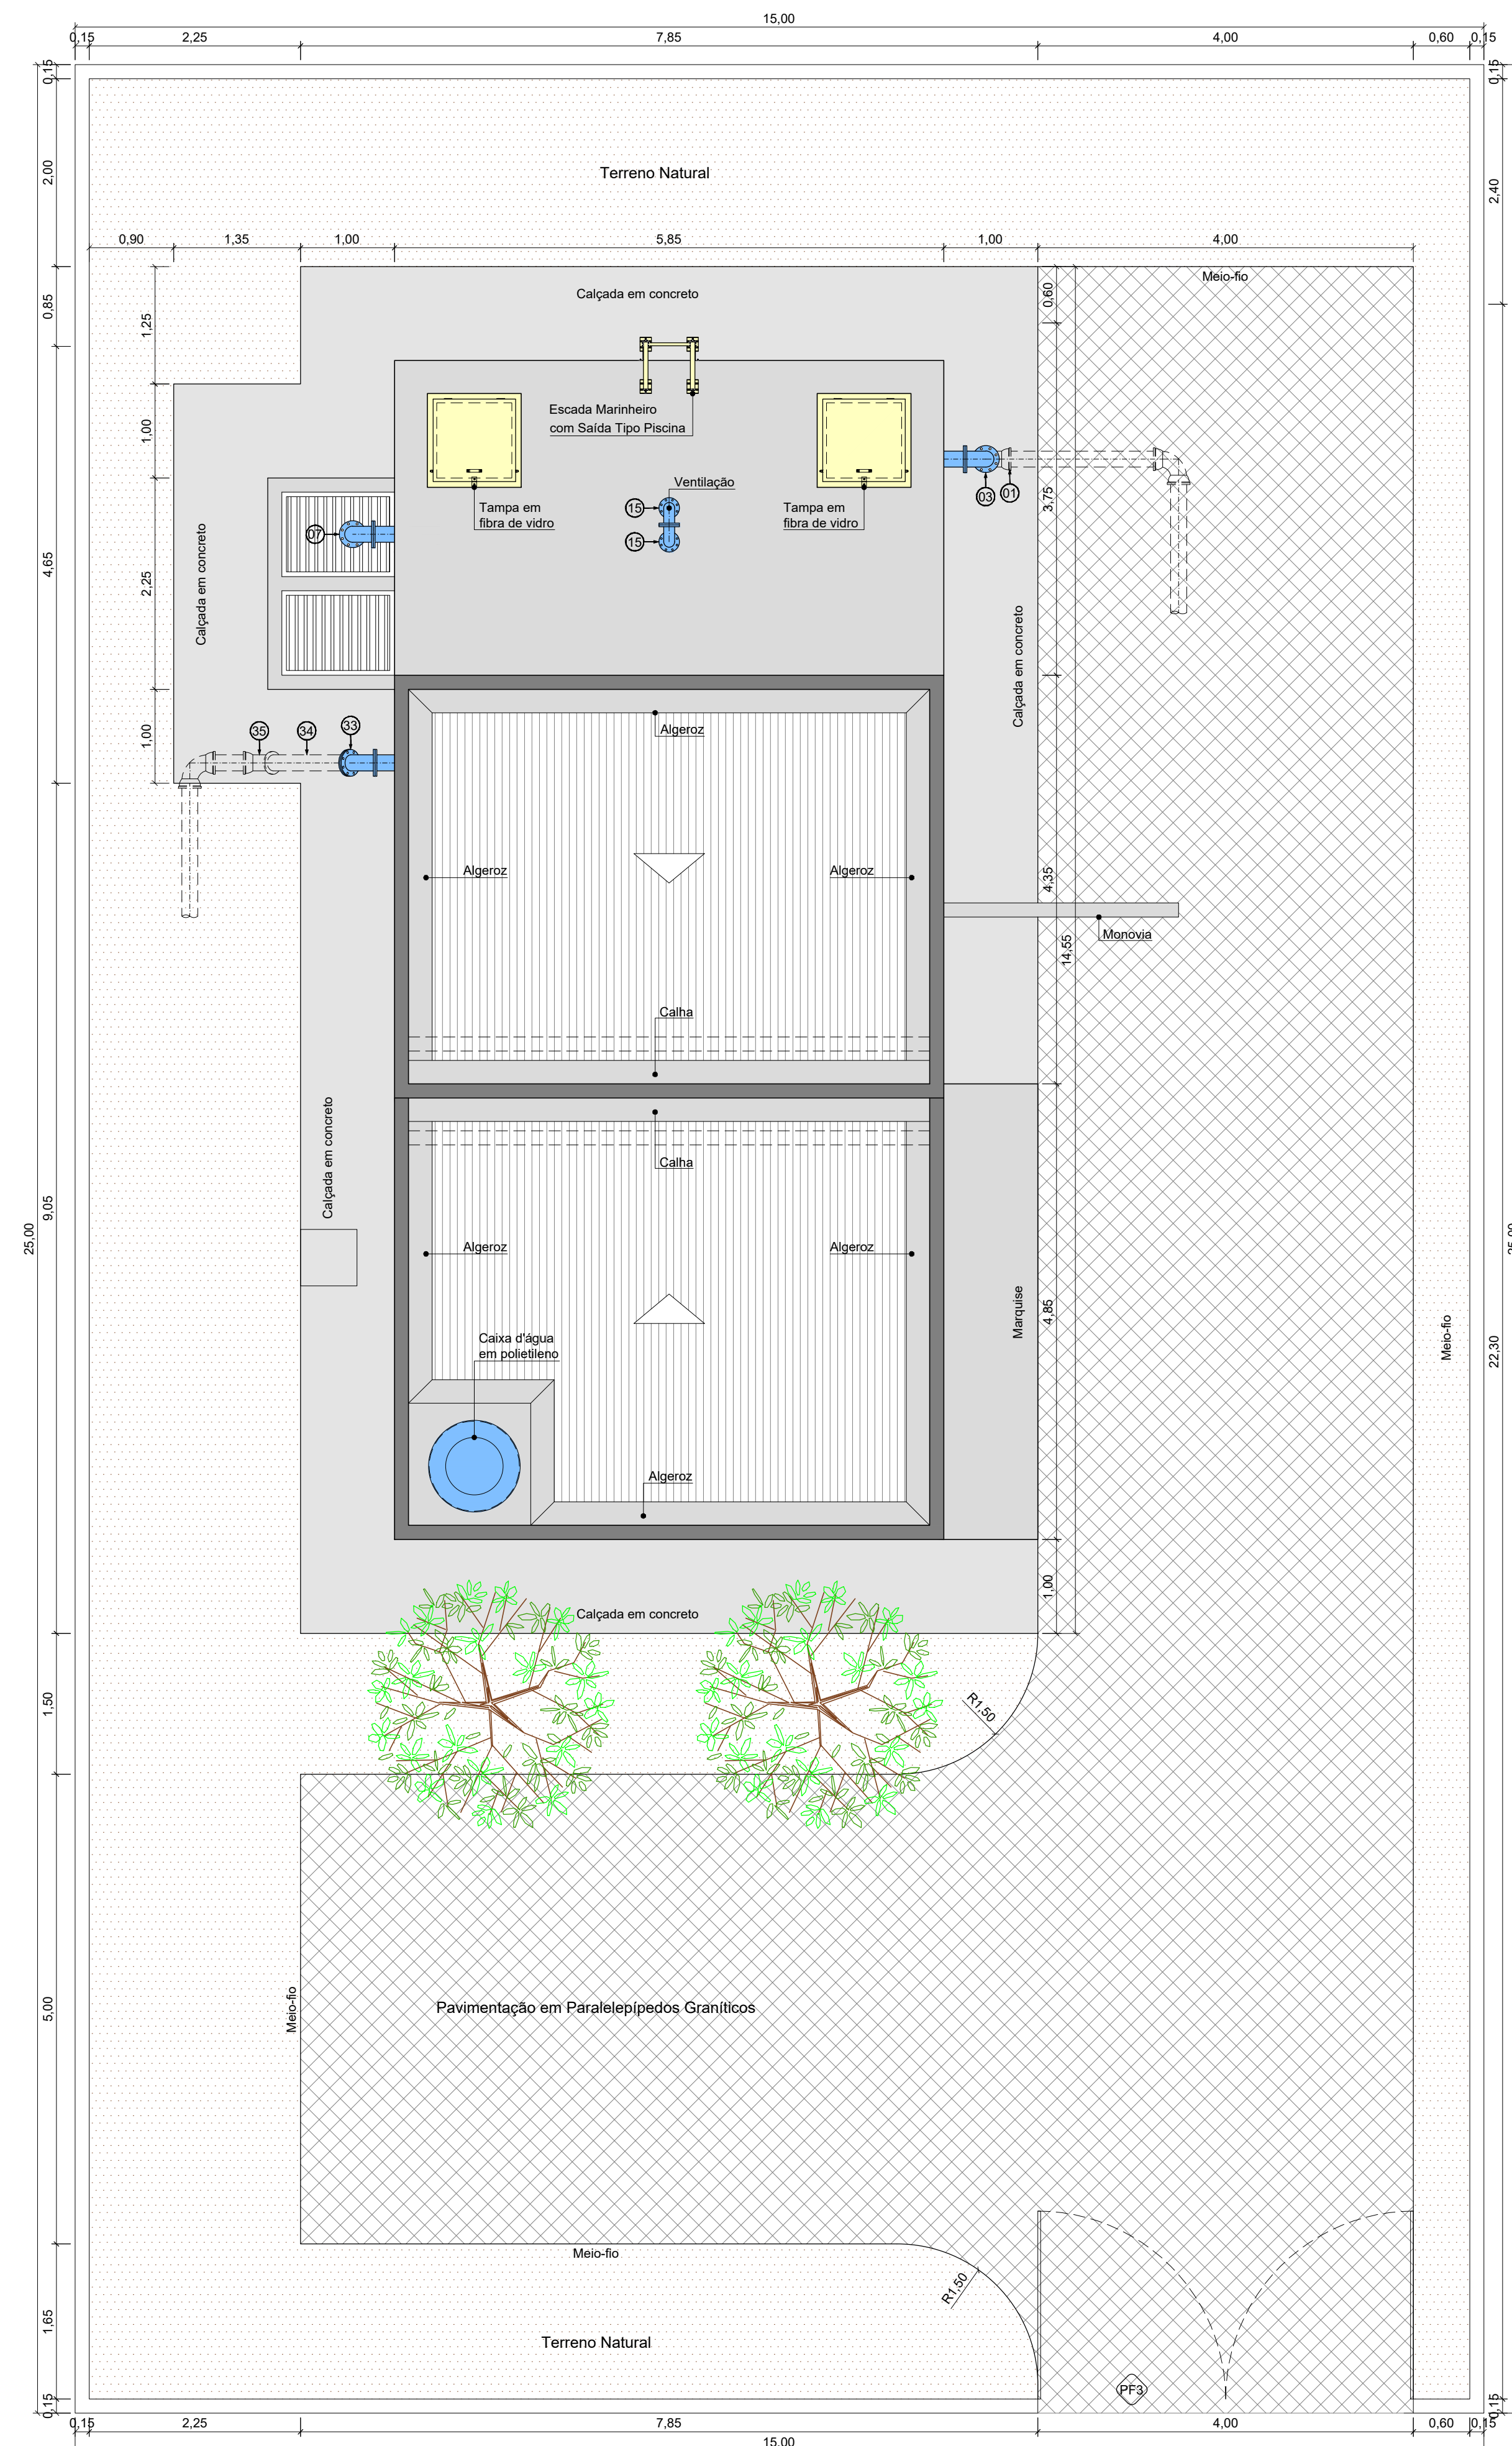 15,00
0,15
2,25
7,85
4,00
0,60
0,15
0,15
0,15
2,00
2,40
Terreno Natural
0,90
1,35
1,00
5,85
1,00
4,00
Meio-fio
Calçada em concreto
0,60
0,85
1,25
Escada Marinheiro
com Saída Tipo Piscina
1,00
Ventilação
03
01
3,75
Tampa em
fibra de vidro
15
Tampa em
fibra de vidro
15
07
4,65
2,25
Calçada em concreto
Calçada em concreto
35
34
33
1,00
Algeroz
Algeroz
Algeroz
4,35
Monovia
14,55
Calha
Calçada em concreto
Calha
9,05
25,00
Algeroz
Algeroz
Marquise
4,85
Meio-fio
22,30
Caixa d'água
em polietileno
Algeroz
1,00
Calçada em concreto
1,50
R1,50
5,00
Meio-fio
Pavimentação em Paralelepípedos Graníticos
Meio-fio
R1,50
1,65
Terreno Natural
PF3
0,15
0,15
0,15
2,25
7,85
4,00
0,60
0,15
15,00